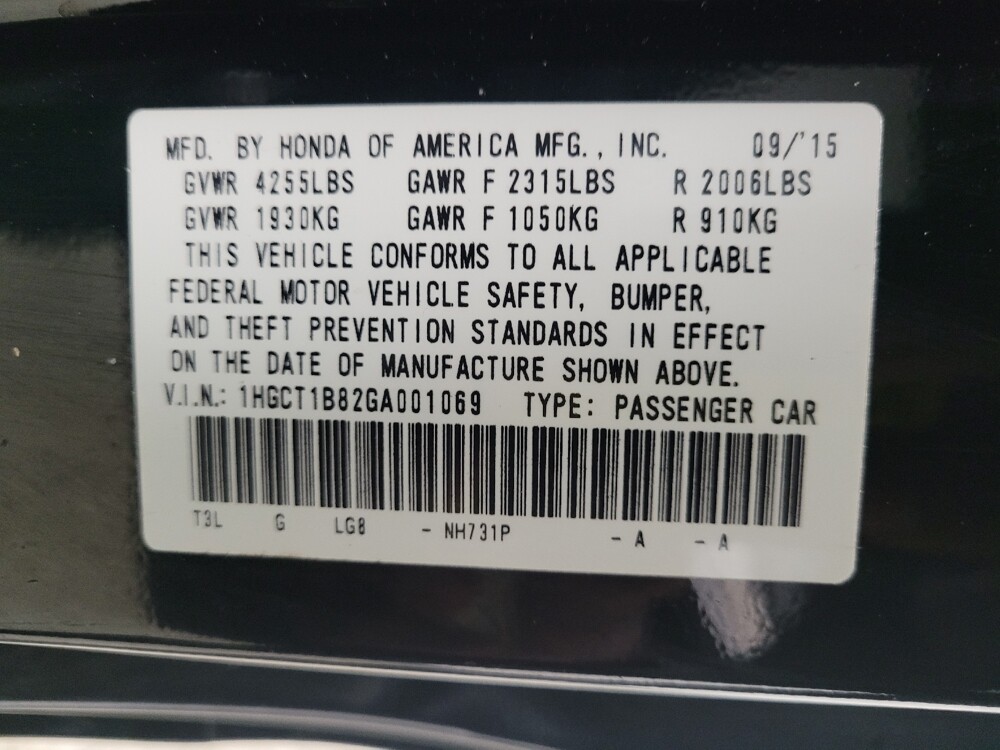 MFD. BY HONDA OF AMERICA MFG., INC. 09/'15
GVWR 4255LBS GAWR F 2315LBS R 2006LBS
GVWR 1930KG GAWR F 1050KG R 910KG
THIS VEHICLE CONFORMS TO ALL APPLICABLE
FEDERAL MOTOR VEHICLE SAFETY, BUMPER,
AND THEFT PREVENTION STANDARDS IN EFFECT
ON THE DATE OF MANUFACTURE SHOWN ABOVE.
V.I.N.: 1HGCT1B82GA001069 TYPE: PASSENGER CAR
T3L G LG8 - NH731P - A - A